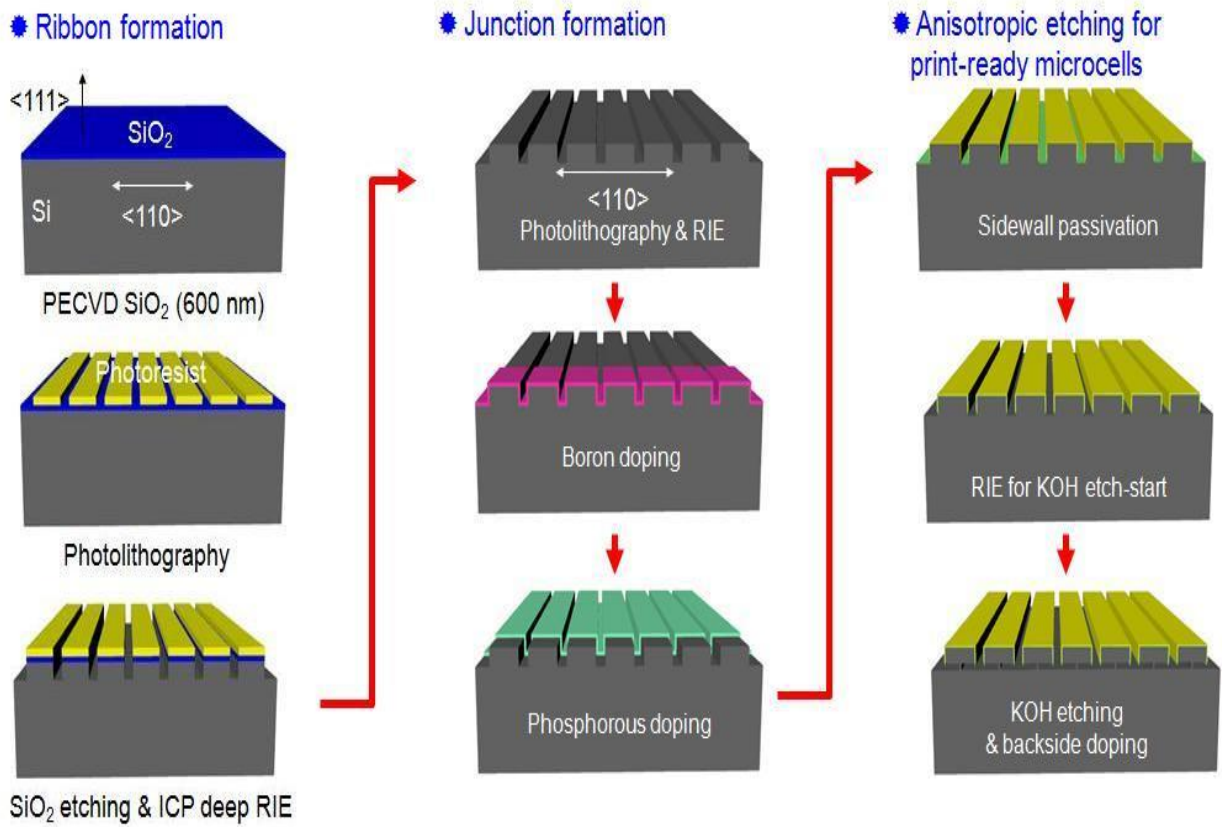 ✹ Ribbon formation
<111>
SiO₂
Si
<110>
PECVD SiO₂ (600 nm)
Photoresist
Photolithography
SiO₂ etching & ICP deep RIE
✹ Junction formation
<110>
Photolithography & RIE
Boron doping
Phosphorous doping
✹ Anisotropic etching for
print-ready microcells
Sidewall passivation
RIE for KOH etch-start
KOH etching
& backside doping